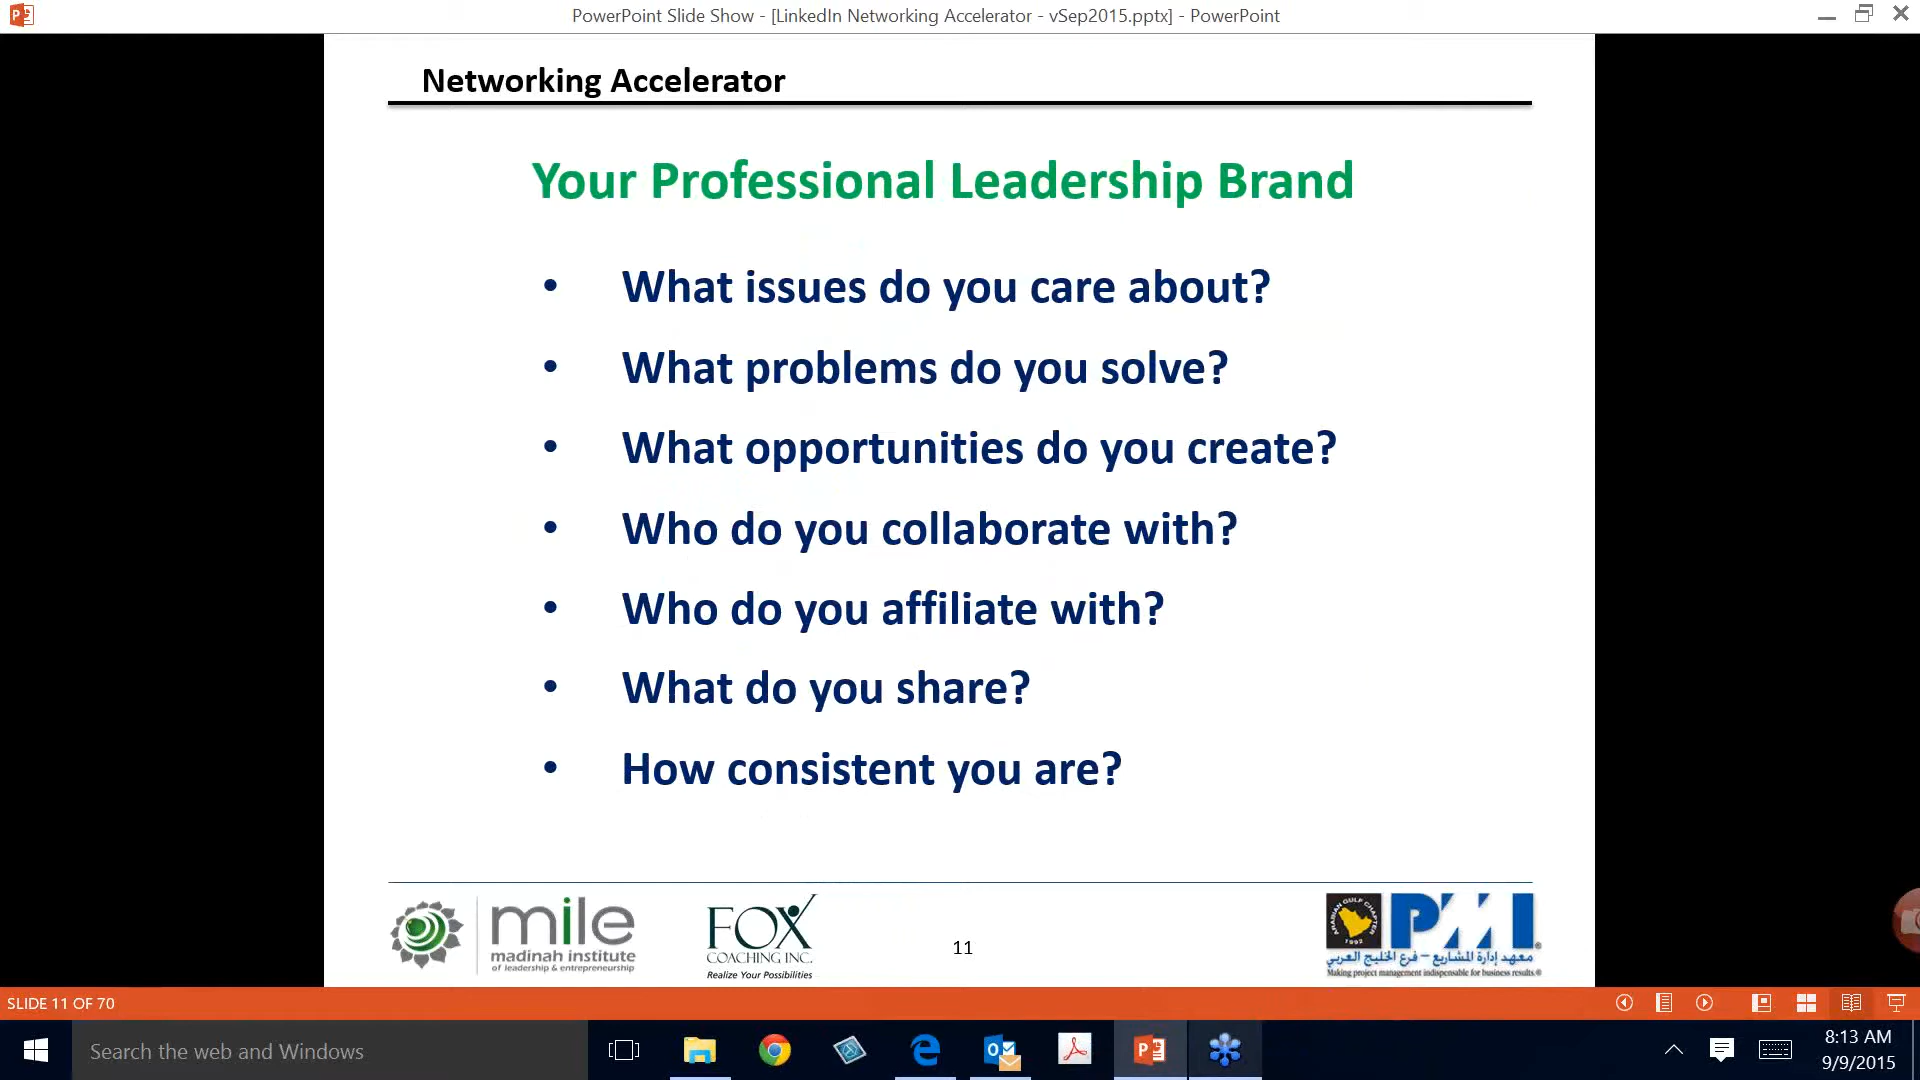 PowerPoint Slide Show - [LinkedIn Networking Accelerator - vSep2015.pptx] - PowerPoint
Networking Accelerator
Your Professional Leadership Brand
• What issues do you care about?
• What problems do you solve?
• What opportunities do you create?
• Who do you collaborate with?
• Who do you affiliate with?
• What do you share?
• How consistent you are?
mile
madinah institute
of leadership & entrepreneurship
FOX
COACHING INC.
Realize Your Possibilities
11
ARABIAN GULF CHAPTER
1992
PMI
معهد إدارة المشاريع – فرع الخليج العربي
Making project management indispensable for business results.®
SLIDE 11 OF 70
Search the web and Windows
8:13 AM
9/9/2015